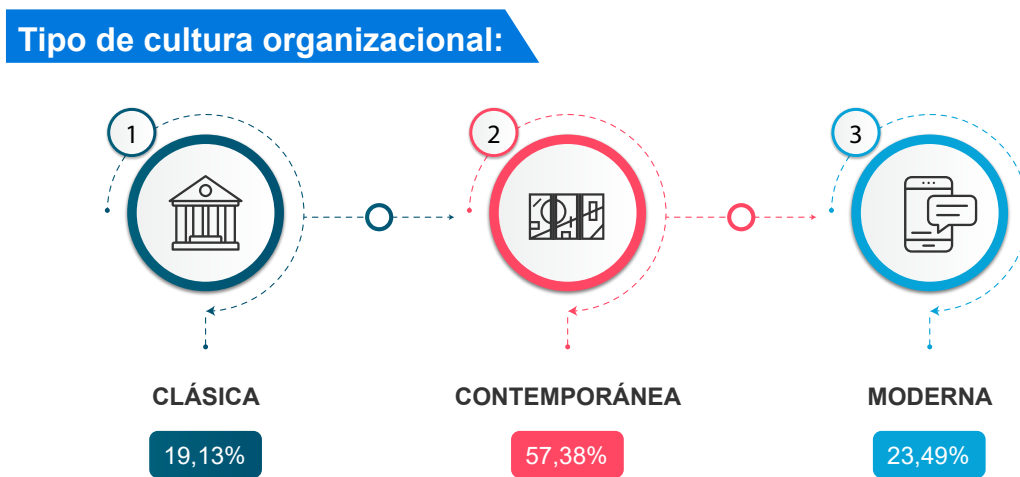 Tipo de cultura organizacional:
1
2
3
CLÁSICA
CONTEMPORÁNEA
MODERNA
19,13%
57,38%
23,49%